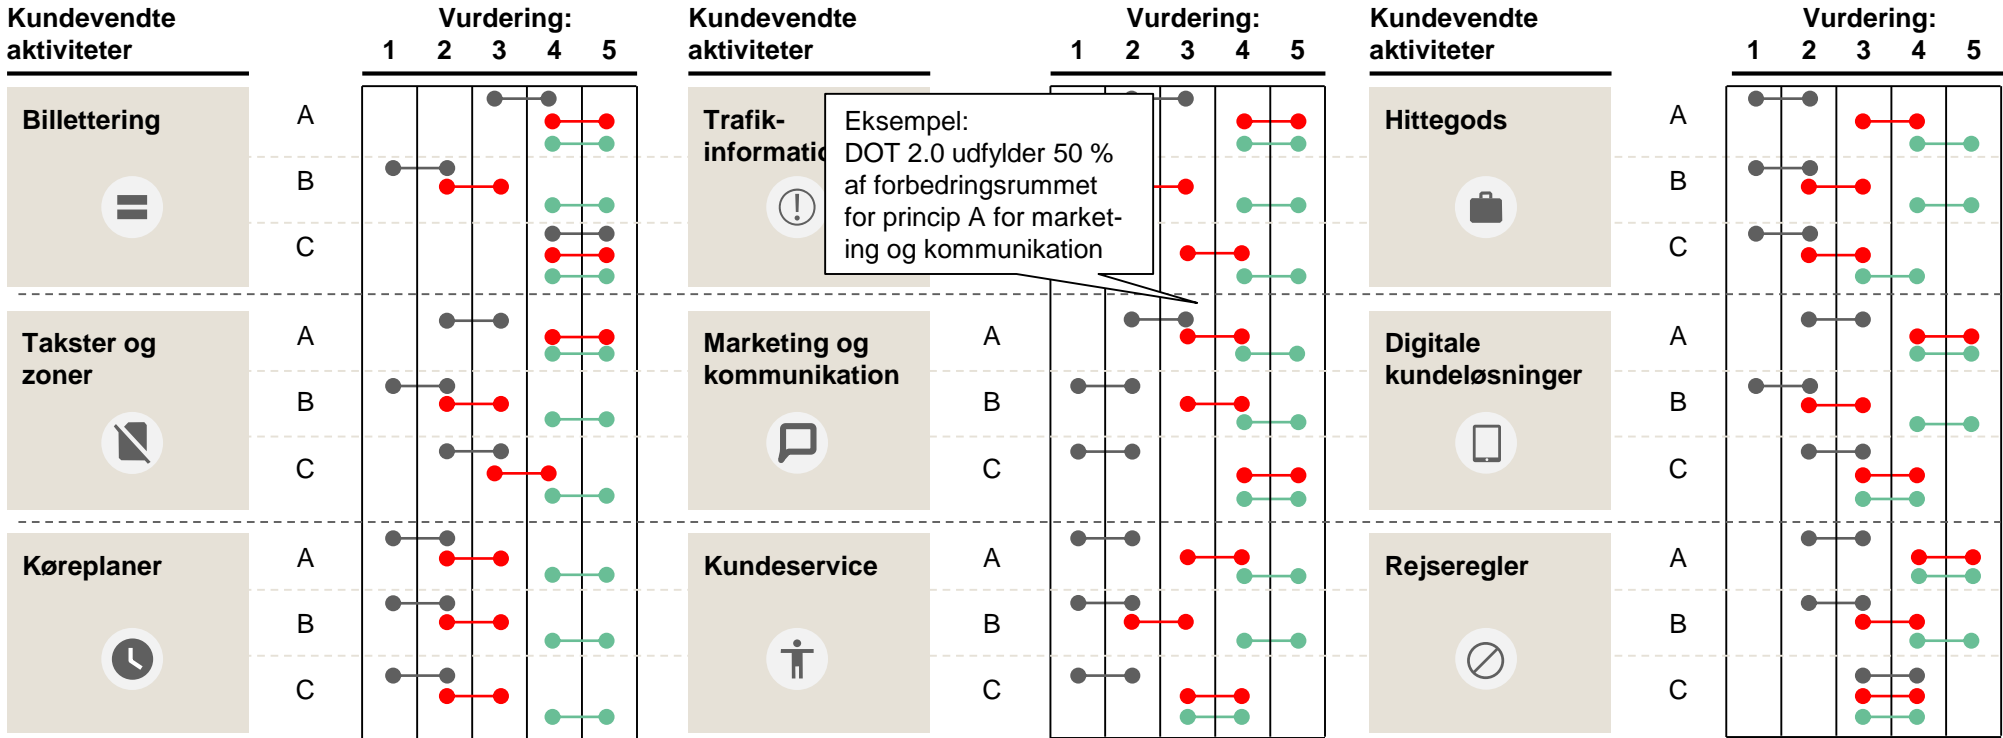 Kundevendte
aktiviteter
Vurdering:
1 2 3 4 5
Billettering
A
B
C
Takster og
zoner
A
B
C
Køreplaner
A
B
C
Kundevendte
aktiviteter
Vurdering:
1 2 3 4 5
Trafik-
informatio
Eksempel:
DOT 2.0 udfylder 50 %
af forbedringsrummet
for princip A for market-
ing og kommunikation
Marketing og
kommunikation
A
B
C
Kundeservice
A
B
C
Kundevendte
aktiviteter
Vurdering:
1 2 3 4 5
Hittegods
A
B
C
Digitale
kundeløsninger
A
B
C
Rejseregler
A
B
C